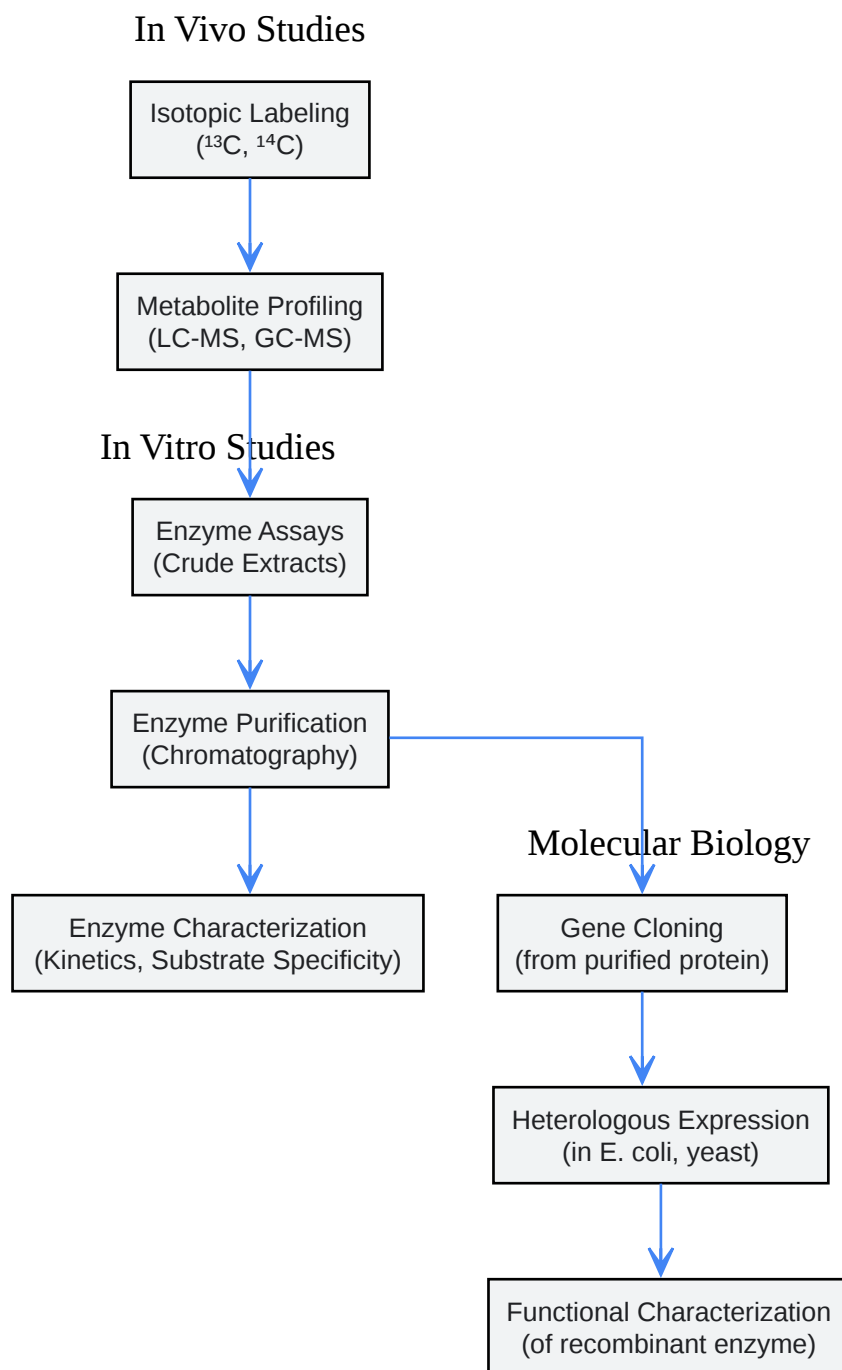 In Vivo Studies
Isotopic Labeling
(¹³C, ¹⁴C)
Metabolite Profiling
(LC-MS, GC-MS)
In Vitro Studies
Enzyme Assays
(Crude Extracts)
Enzyme Purification
(Chromatography)
Enzyme Characterization
(Kinetics, Substrate Specificity)
Molecular Biology
Gene Cloning
(from purified protein)
Heterologous Expression
(in E. coli, yeast)
Functional Characterization
(of recombinant enzyme)